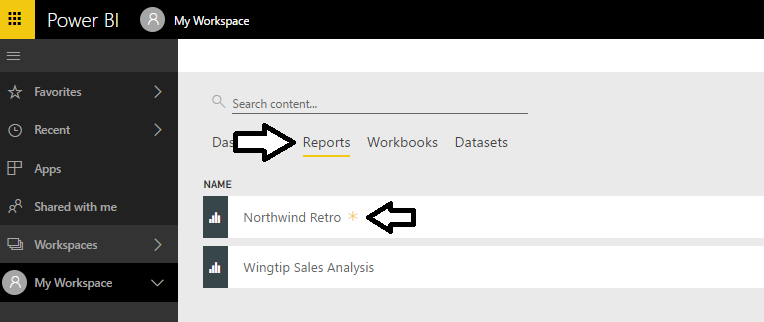 Power BI My Workspace
Favorites
Recent
Apps
Shared with me
Workspaces
My Workspace
Search content...
Reports Workbooks Datasets
NAME
Northwind Retro
Wingtip Sales Analysis